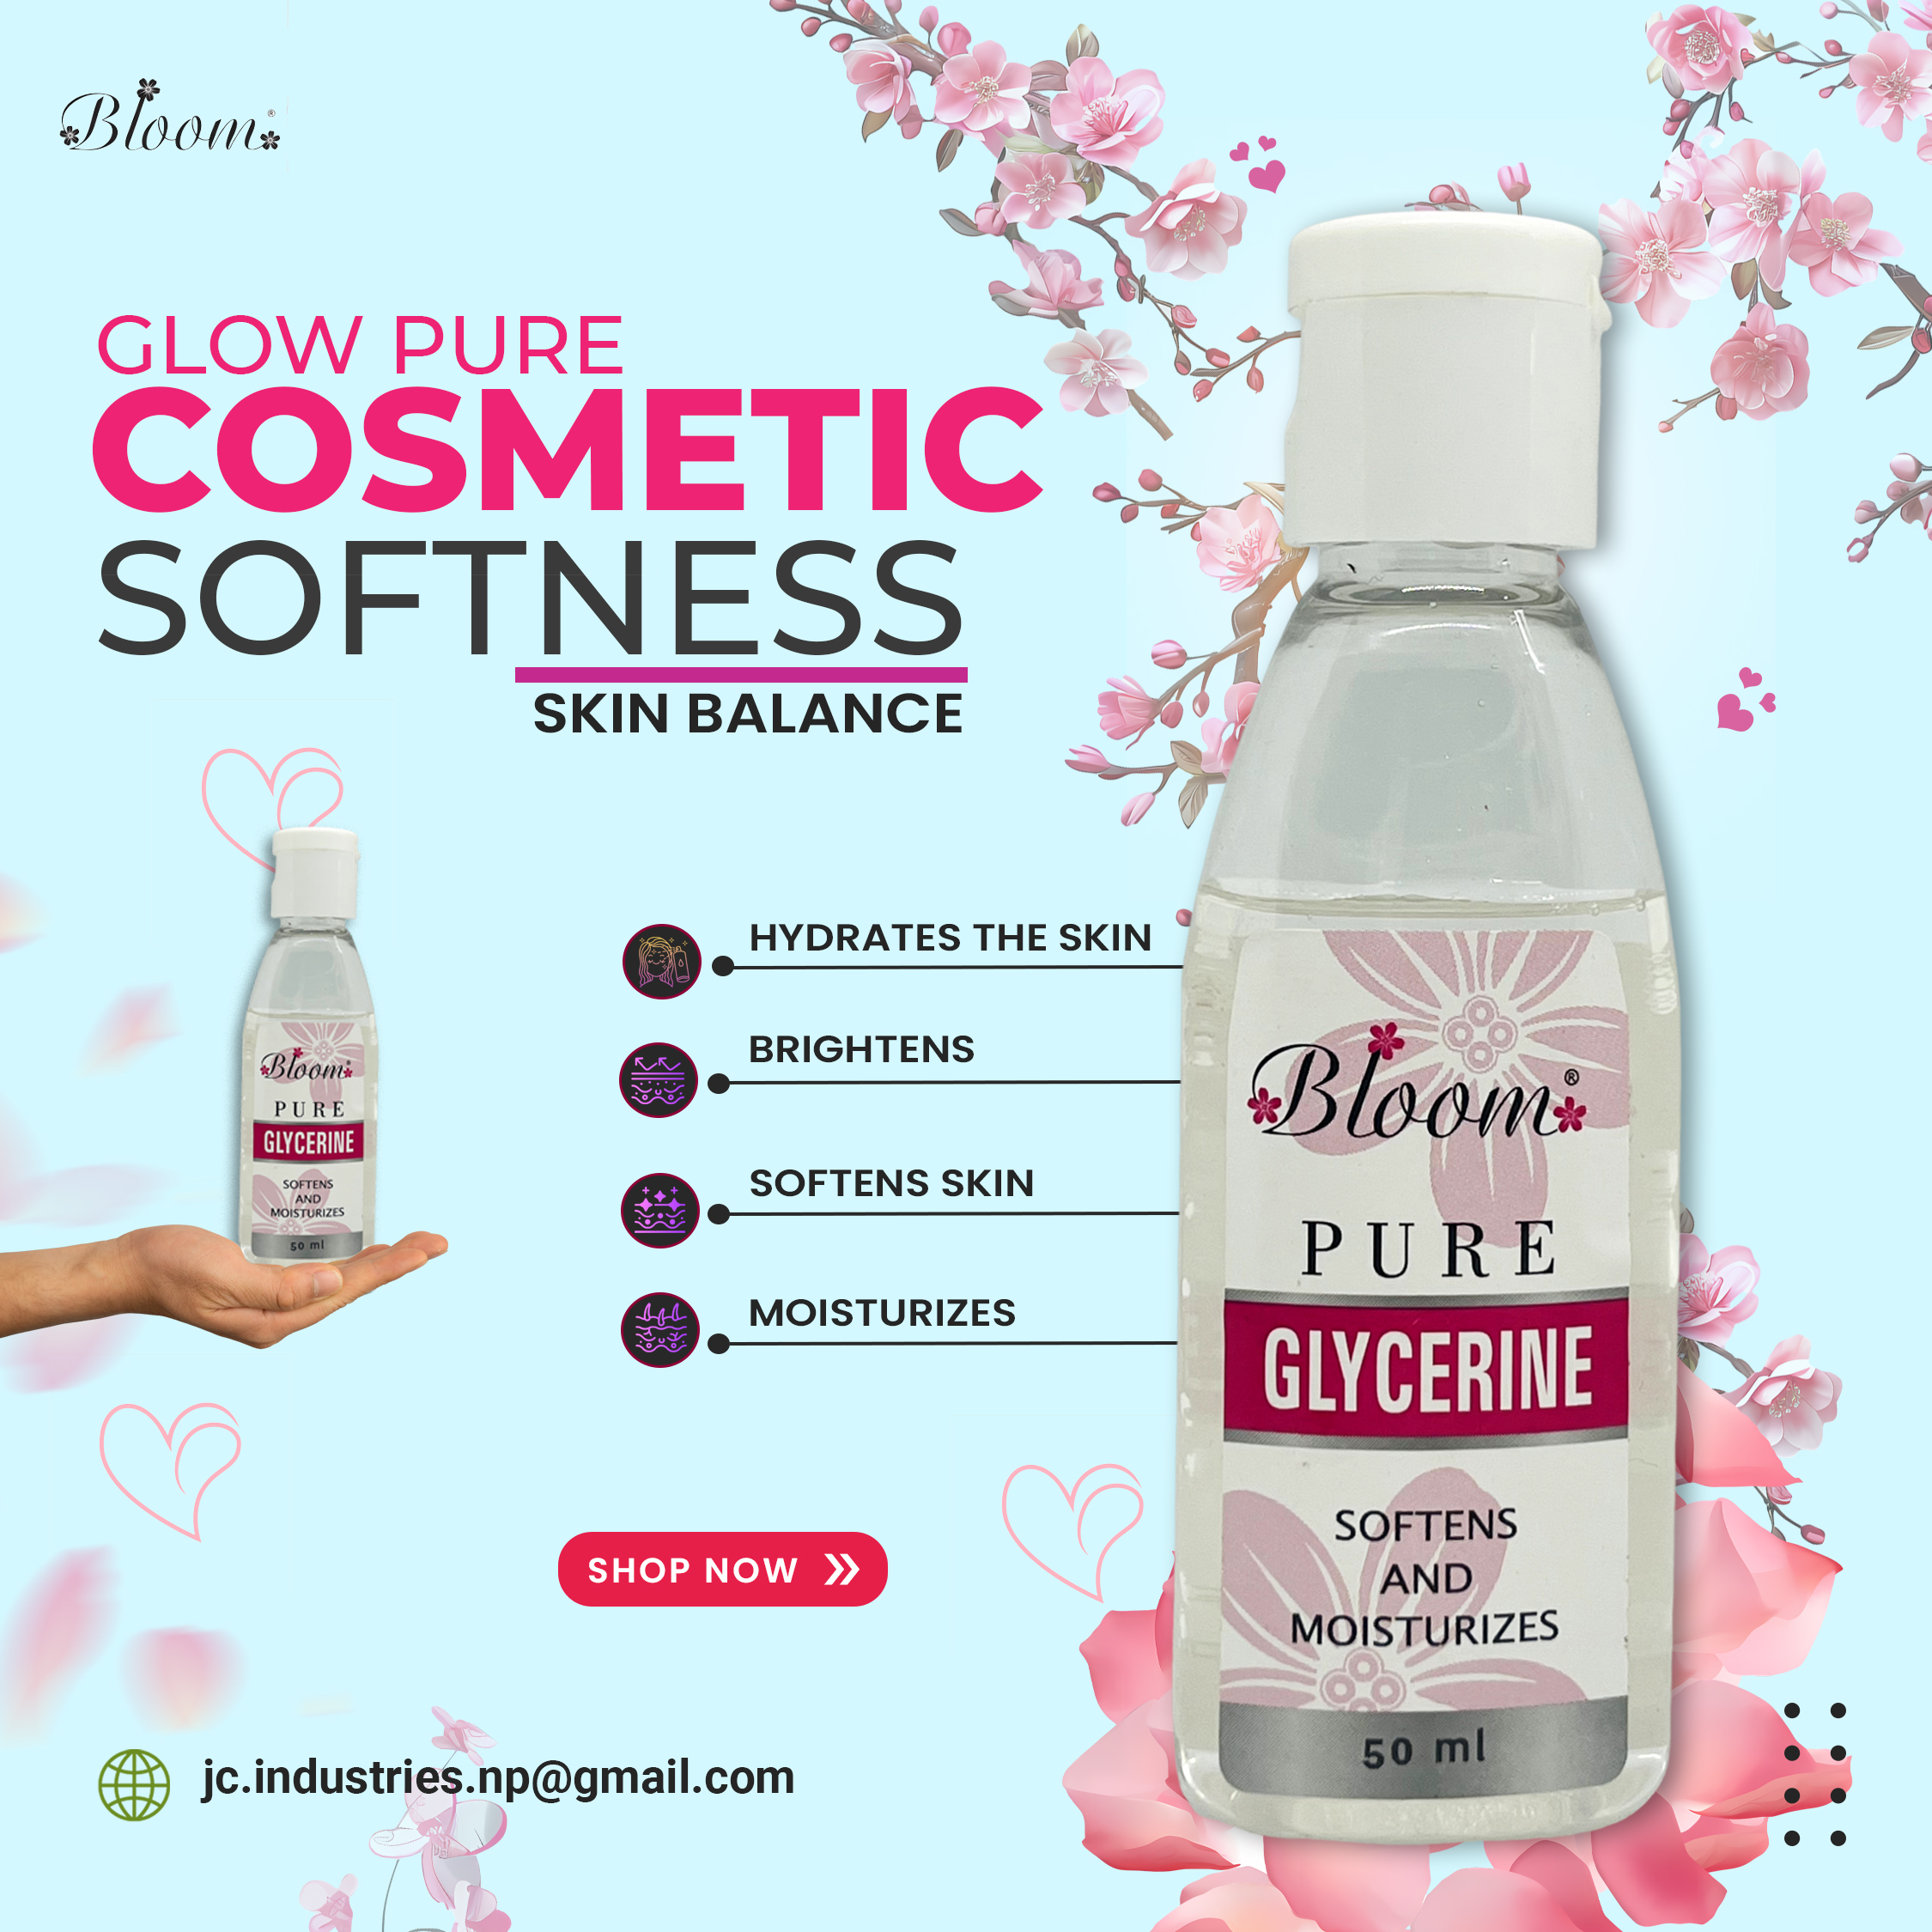 Bloom®
GLOW PURE
COSMETIC
SOFTNESS
SKIN BALANCE
HYDRATES THE SKIN
BRIGHTENS
SOFTENS SKIN
MOISTURIZES
SHOP NOW
jc.industries.np@gmail.com
Bloom®
PURE
GLYCERINE
SOFTENS
AND
MOISTURIZES
50 ml
Bloom®
PURE
GLYCERINE
SOFTENS
AND
MOISTURIZES
50 ml